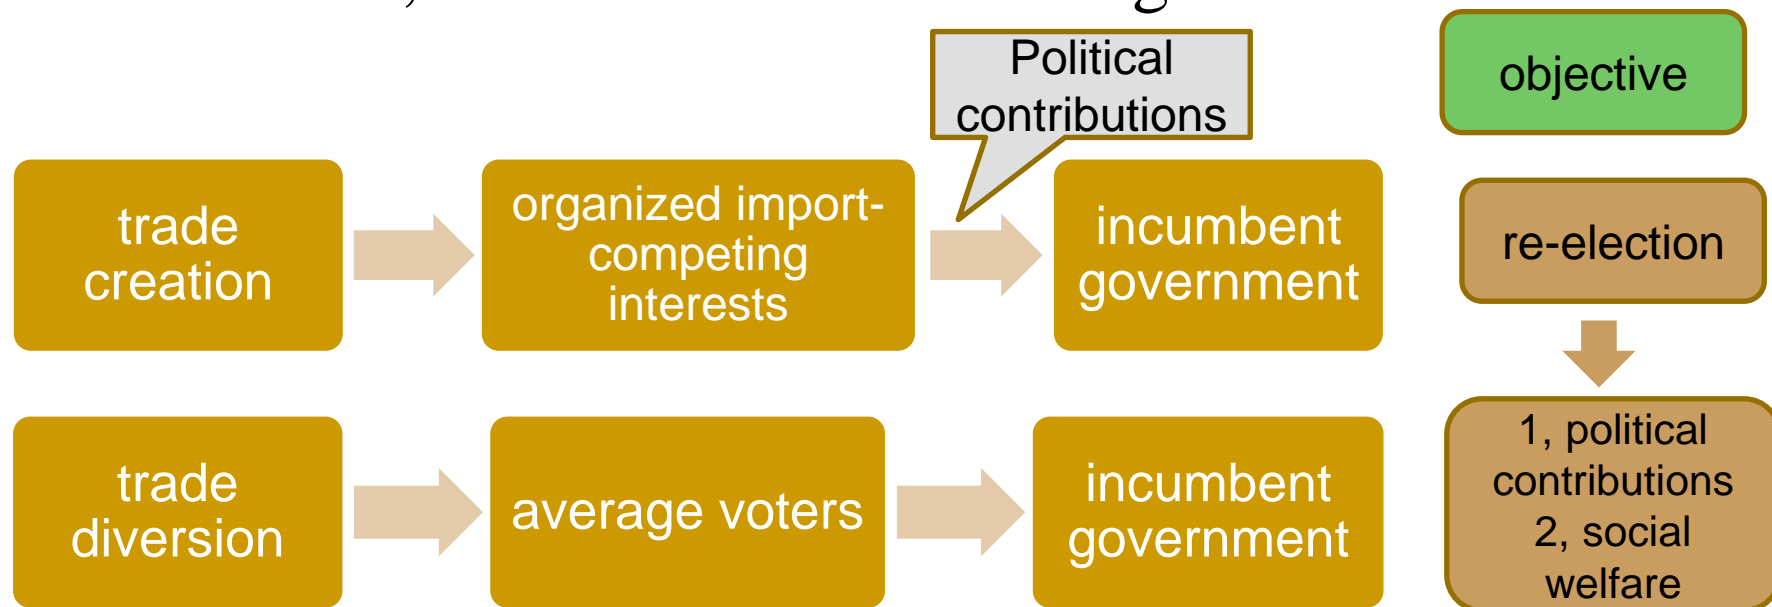 Political
contributions
objective
trade
creation
organized import-
competing
interests
incumbent
government
re-election
trade
diversion
average voters
incumbent
government
1, political
contributions
2, social
welfare